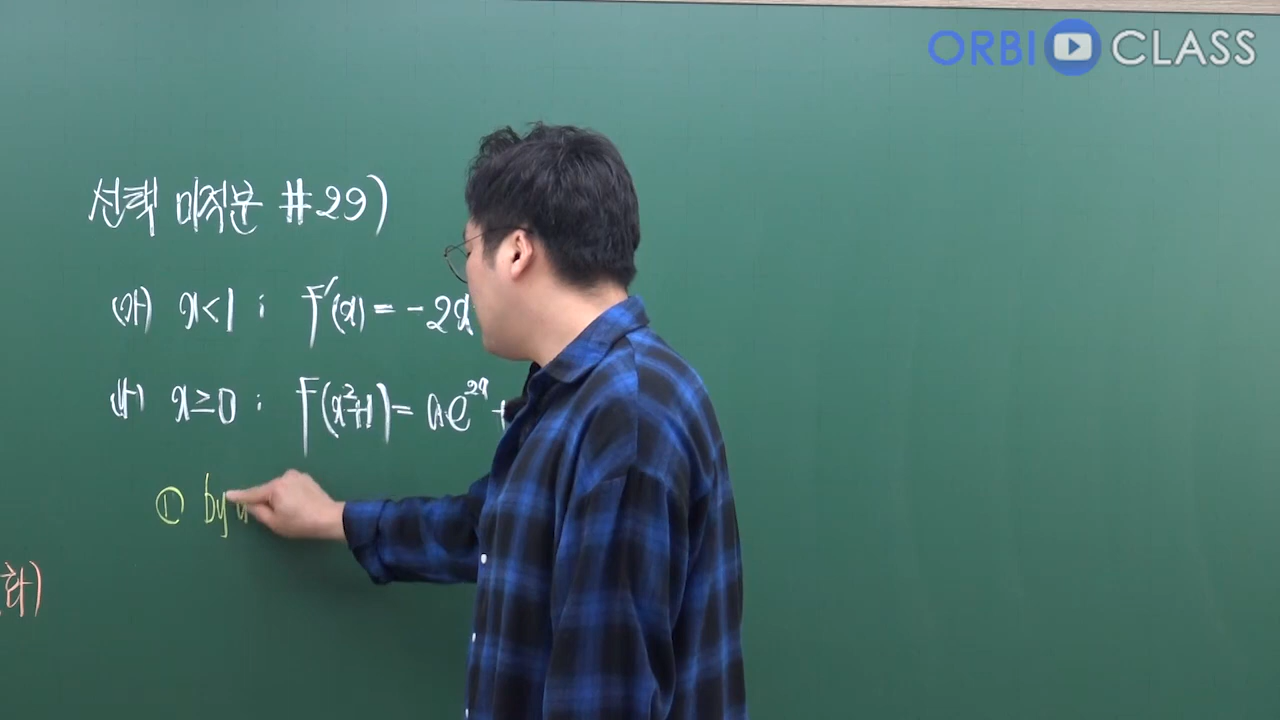 ORBI CLASS
선택 미적분 #29)
(가) x<1 ; f'(x) = -2x
(나) x≥0 ; f(x²+1) = ae^2x +
① by